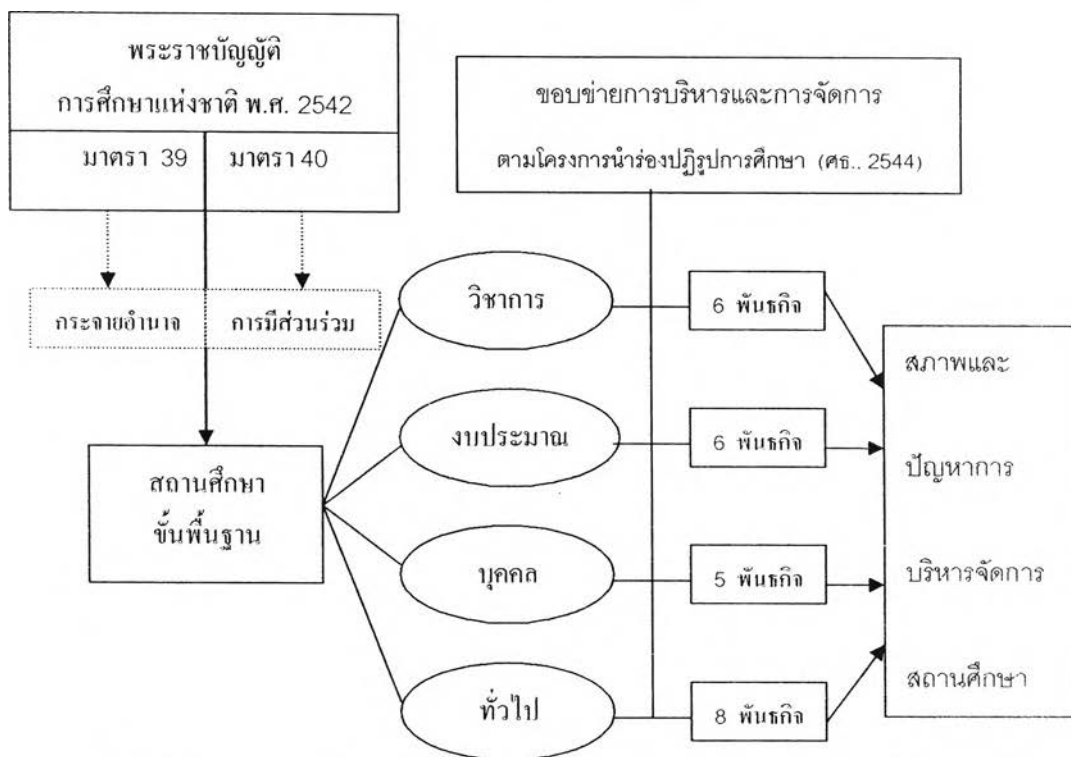 พระราชบัญญัติ
การศึกษาแห่งชาติ พ.ศ. 2542
มาตรา 39
มาตรา 40
กระจายอำนาจ
การมีส่วนร่วม
สถานศึกษา
ขั้นพื้นฐาน
ขอบข่ายการบริหารและการจัดการ
ตามโครงการนำร่องปฏิรูปการศึกษา (ศธ.. 2544)
วิชาการ
6 พันธกิจ
งบประมาณ
6 พันธกิจ
บุคคล
5 พันธกิจ
ทั่วไป
8 พันธกิจ
สภาพและ
ปัญหาการ
บริหารจัดการ
สถานศึกษา